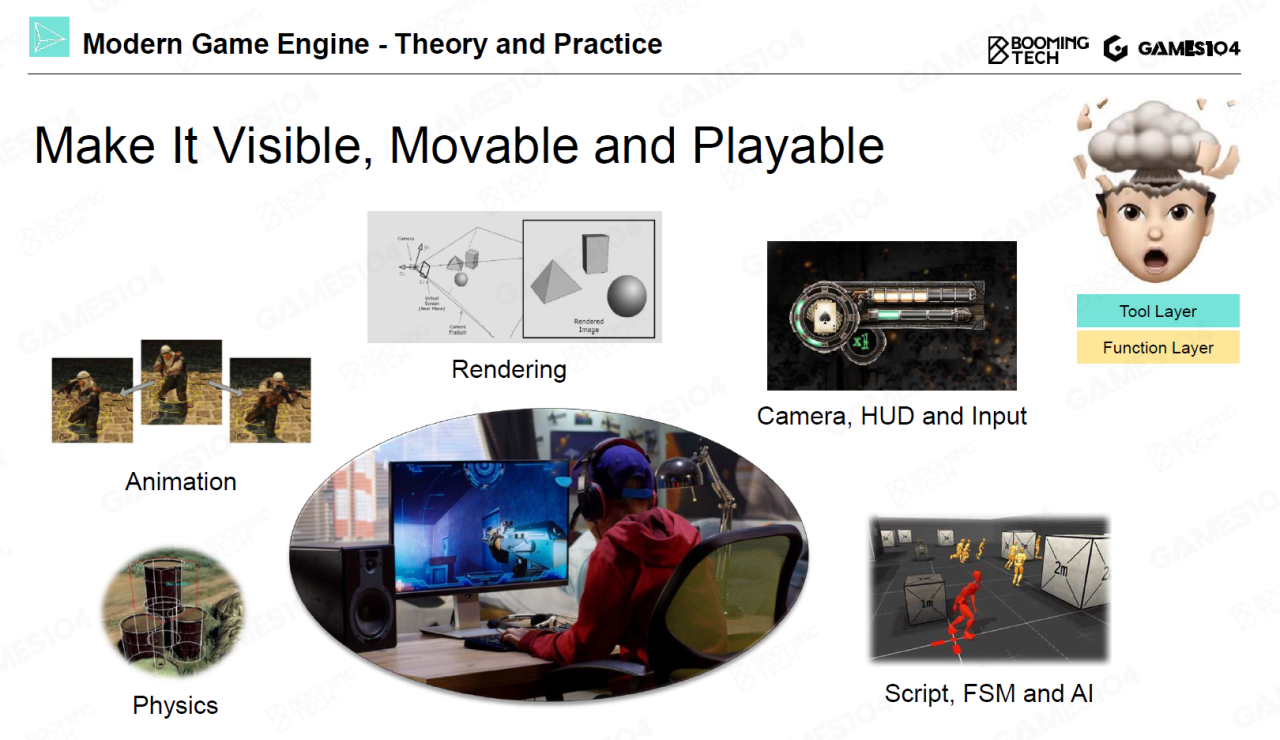 Modern Game Engine - Theory and Practice
BOOMING
TECH
GAMES104
Make It Visible, Movable and Playable
Tool Layer
Function Layer
Camera
Virtual
Screen
(Near Plane)
Camera
Frustum
Rendered
Image
Rendering
x1
Camera, HUD and Input
Animation
Physics
1m
2m
Script, FSM and AI